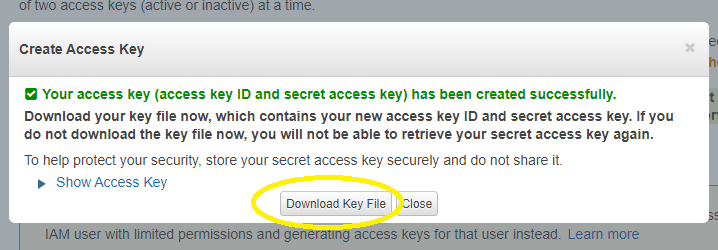 of two access keys (active or inactive) at a time.
Create Access Key
×
Your access key (access key ID and secret access key) has been created successfully.
Download your key file now, which contains your new access key ID and secret access key. If you
do not download the key file now, you will not be able to retrieve your secret access key again.
To help protect your security, store your secret access key securely and do not share it.
Show Access Key
Download Key File Close
IAM user with limited permissions and generating access keys for that user instead. Learn more